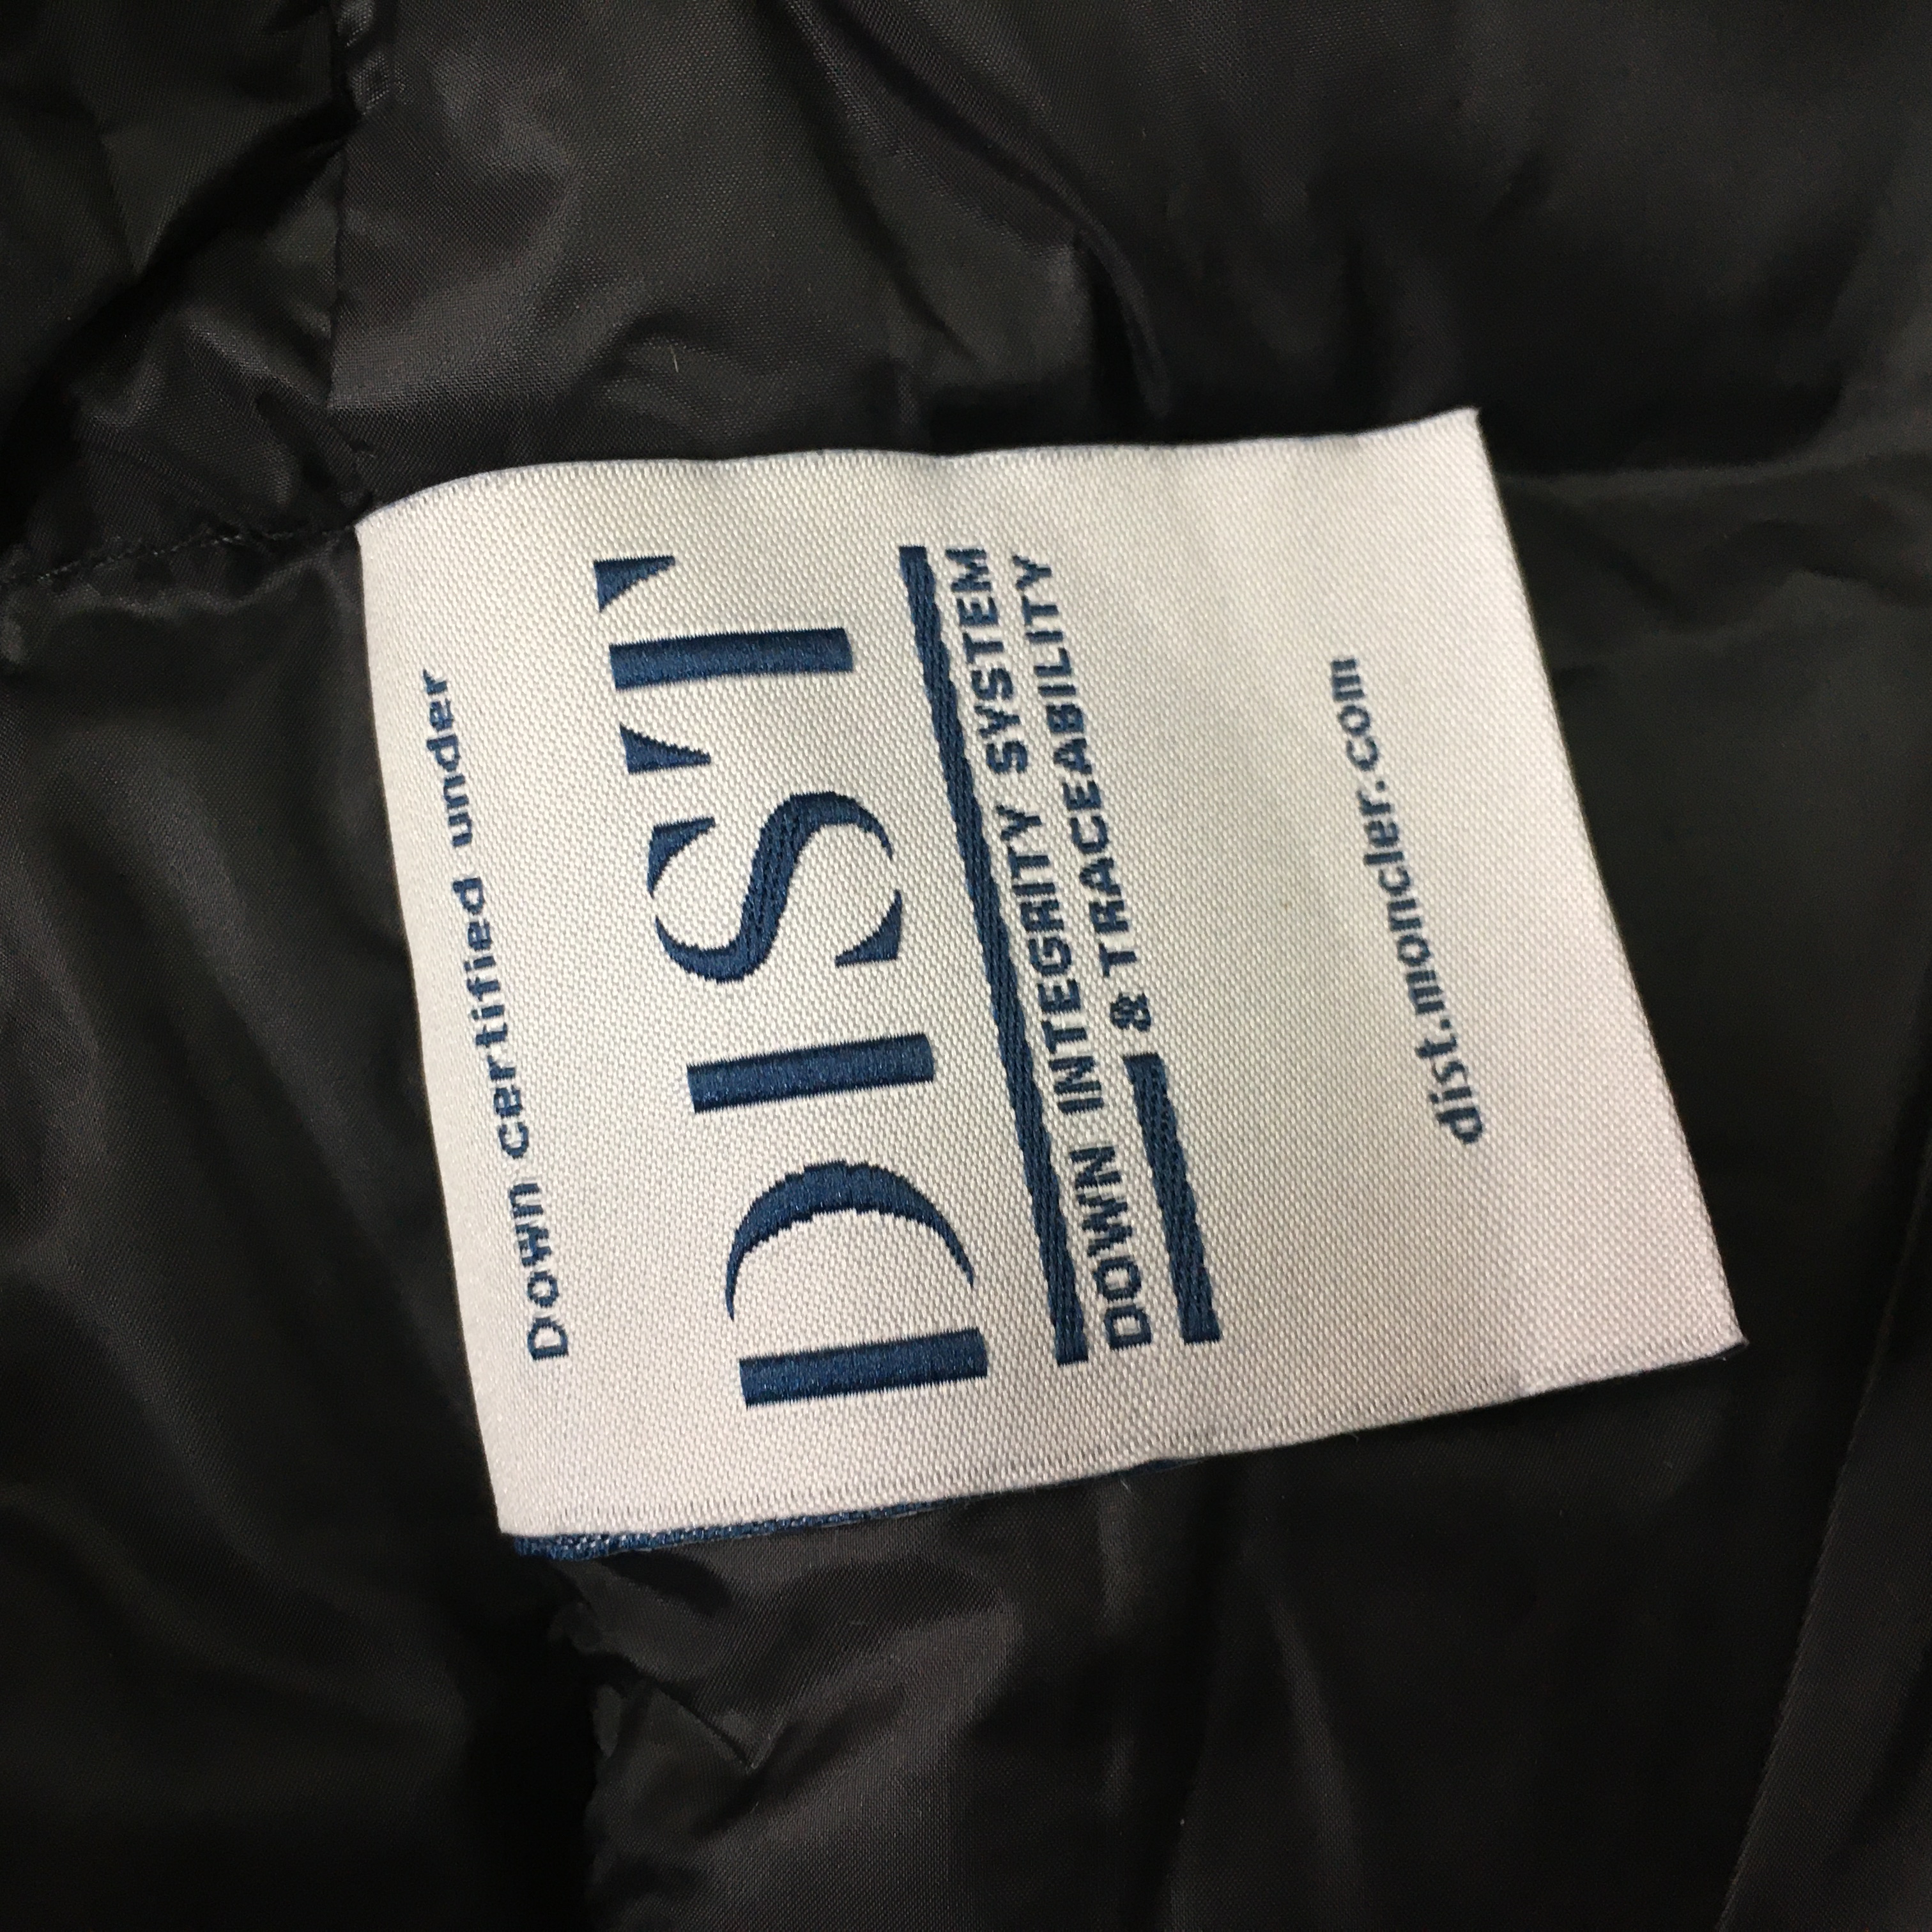 Down certified under
DIST
DOWN INTEGRITY SYSTEM
& TRACEABILITY
dist.moncler.com